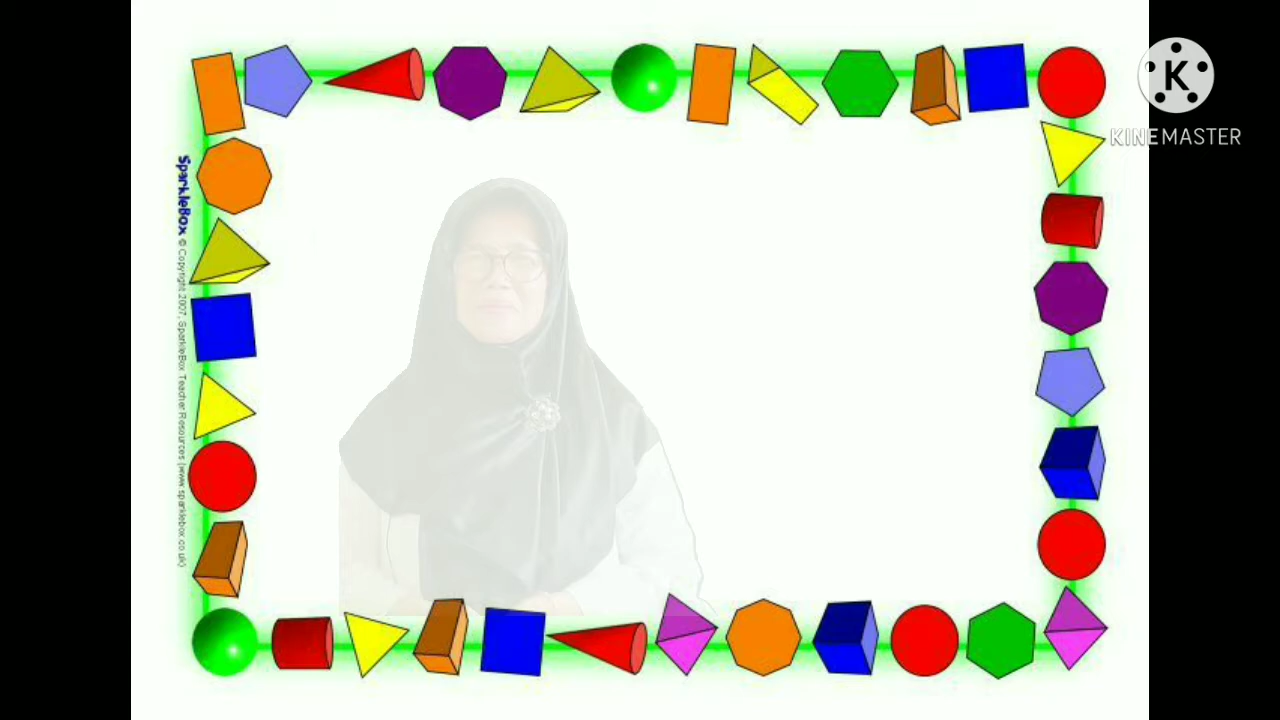 K
KINEMASTER
SparkleBox © Copyright 2007, SparkleBox Teacher Resources (www.sparklebox.co.uk)